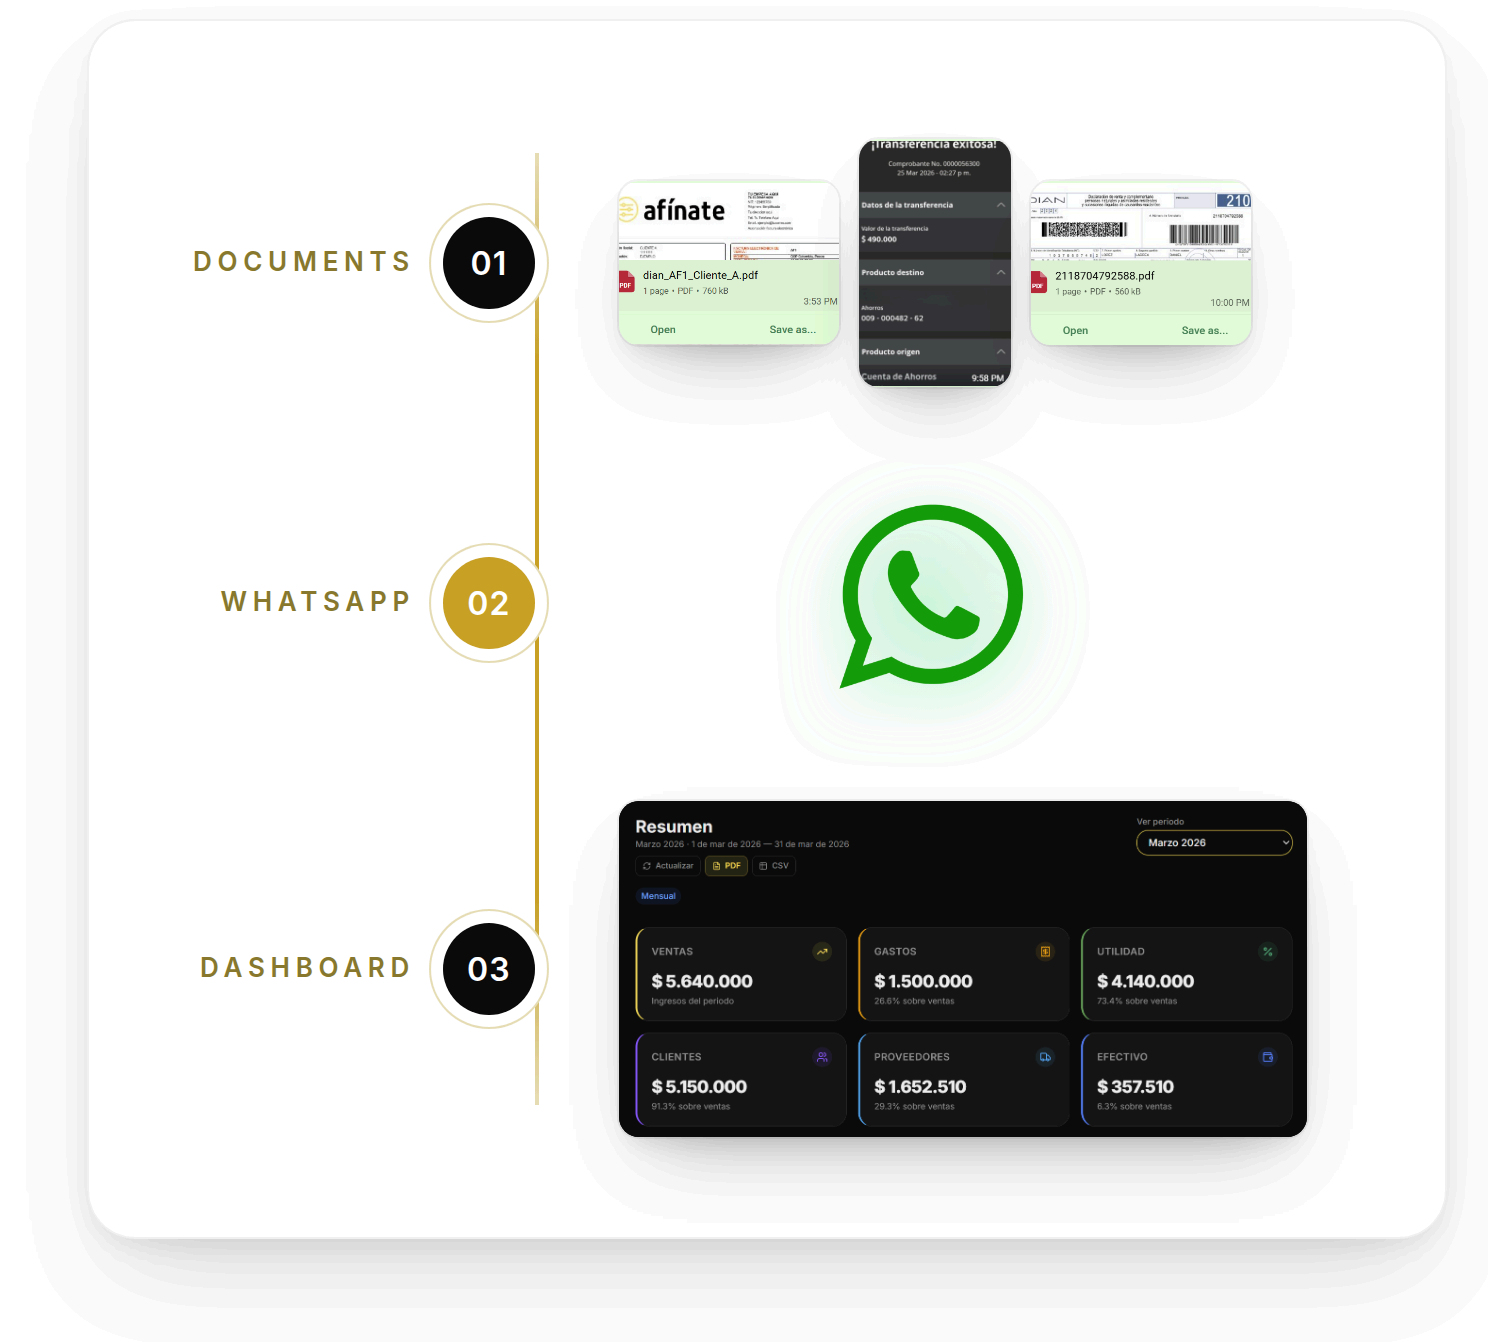 DOCUMENTS
01
afínate
dian_AF1_Cliente_A.pdf
PDF
1 page • PDF • 760 kB
3:53 PM
Open
Save as...
¡Transferencia exitosa!
Comprobante No. 0000056300
25 Mar 2026 - 02:27 p.m.
Datos de la transferencia
Valor de la transferencia
$ 490.000
Producto destino
Ahorros
009 - 000482 - 62
Producto origen
Cuenta de Ahorros
9:58 PM
DIAN
210
2118704792588
2118704792588.pdf
PDF
1 page • PDF • 560 kB
10:00 PM
Open
Save as...
WHATSAPP
02
DASHBOARD
03
Resumen
Marzo 2026 · 1 de mar de 2026 — 31 de mar de 2026
Actualizar
PDF
CSV
Mensual
Ver periodo
Marzo 2026
VENTAS
$ 5.640.000
Ingresos del periodo
GASTOS
$ 1.500.000
26.6% sobre ventas
UTILIDAD
$ 4.140.000
73.4% sobre ventas
CLIENTES
$ 5.150.000
91.3% sobre ventas
PROVEEDORES
$ 1.652.510
29.3% sobre ventas
EFECTIVO
$ 357.510
6.3% sobre ventas